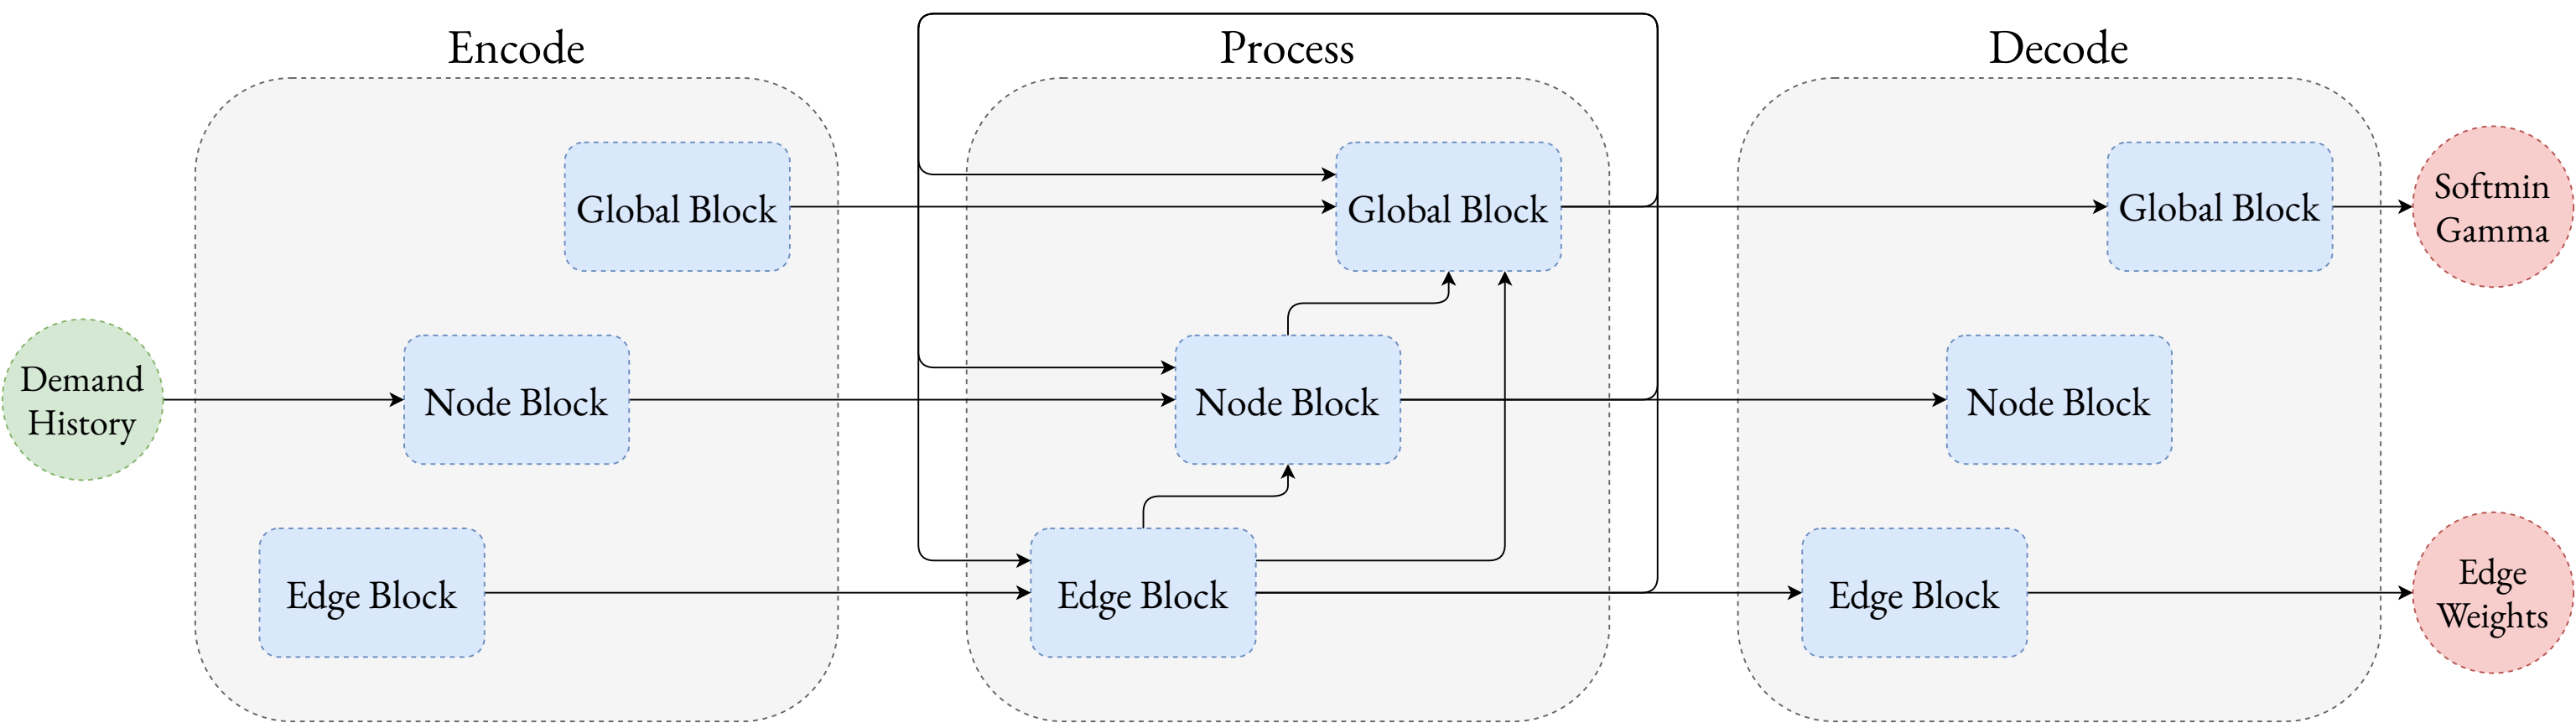 Encode
Process
Decode
Global Block
Global Block
Global Block
Softmin
Gamma
Demand
History
Node Block
Node Block
Node Block
Edge Block
Edge Block
Edge Block
Edge
Weights